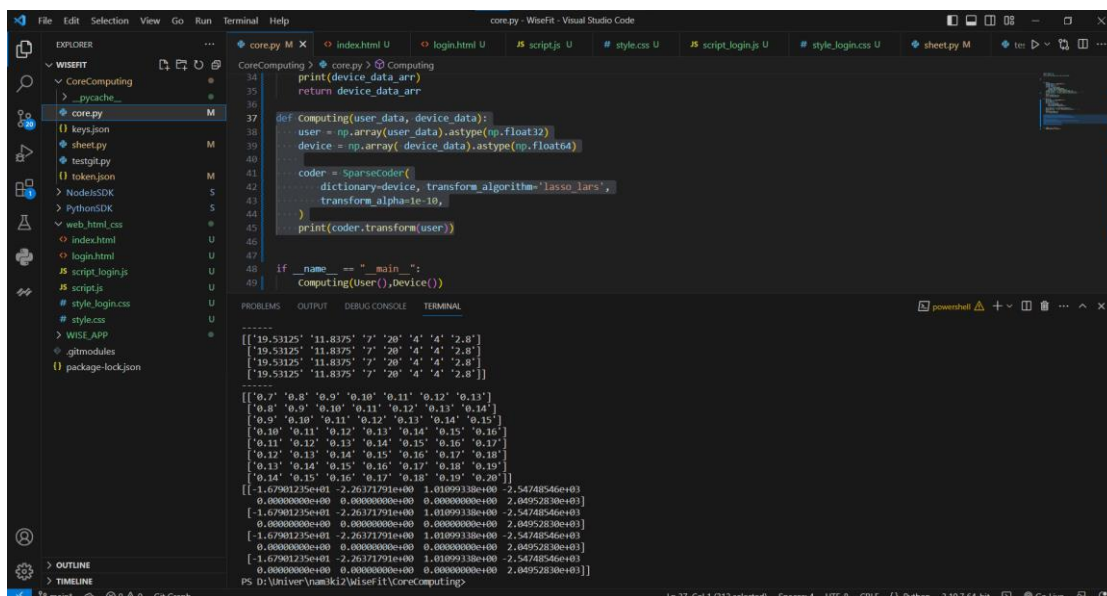 File Edit Selection View Go Run Terminal Help
core.py - WiseFit - Visual Studio Code
EXPLORER
core.py M index.html U login.html U script.js U style.css U script_login.js U style_login.css U sheet.py M
WISEFIT
CoreComputing
__pycache__
core.py M
keys.json
sheet.py M
testgit.py
token.json M
NodeJsSDK S
PythonSDK S
web_html_css
index.html U
login.html U
script_login.js U
script.js U
style_login.css U
style.css U
WISE_APP
.gitmodules
package-lock.json
OUTLINE
TIMELINE
CoreComputing > core.py > Computing
34 print(device_data_arr)
35 return device_data_arr
36
37 def Computing(user_data, device_data):
38 user = np.array(user_data).astype(np.float32)
39 device = np.array( device_data).astype(np.float64)
40
41 coder = SparseCoder(
42 dictionary=device, transform_algorithm='lasso_lars',
43 transform_alpha=1e-10,
44 )
45 print(coder.transform(user))
46
47
48 if __name__ == "__main__":
49 Computing(User(),Device())
PROBLEMS OUTPUT DEBUG CONSOLE TERMINAL
powershell
------
[['19.53125' '11.8375' '7' '20' '4' '4' '2.8']
['19.53125' '11.8375' '7' '20' '4' '4' '2.8']
['19.53125' '11.8375' '7' '20' '4' '4' '2.8']
['19.53125' '11.8375' '7' '20' '4' '4' '2.8']]
------
[['0.7' '0.8' '0.9' '0.10' '0.11' '0.12' '0.13']
['0.8' '0.9' '0.10' '0.11' '0.12' '0.13' '0.14']
['0.9' '0.10' '0.11' '0.12' '0.13' '0.14' '0.15']
['0.10' '0.11' '0.12' '0.13' '0.14' '0.15' '0.16']
['0.11' '0.12' '0.13' '0.14' '0.15' '0.16' '0.17']
['0.12' '0.13' '0.14' '0.15' '0.16' '0.17' '0.18']
['0.13' '0.14' '0.15' '0.16' '0.17' '0.18' '0.19']
['0.14' '0.15' '0.16' '0.17' '0.18' '0.19' '0.20']]
[[-1.67901235e+01 -2.26371791e+00 1.01099338e+00 -2.54748546e+03
0.00000000e+00 0.00000000e+00 0.00000000e+00 2.04952830e+03]
[-1.67901235e+01 -2.26371791e+00 1.01099338e+00 -2.54748546e+03
0.00000000e+00 0.00000000e+00 0.00000000e+00 2.04952830e+03]
[-1.67901235e+01 -2.26371791e+00 1.01099338e+00 -2.54748546e+03
0.00000000e+00 0.00000000e+00 0.00000000e+00 2.04952830e+03]
[-1.67901235e+01 -2.26371791e+00 1.01099338e+00 -2.54748546e+03
0.00000000e+00 0.00000000e+00 0.00000000e+00 2.04952830e+03]]
PS D:\Univer\nam3ki2\WiseFit\CoreComputing>